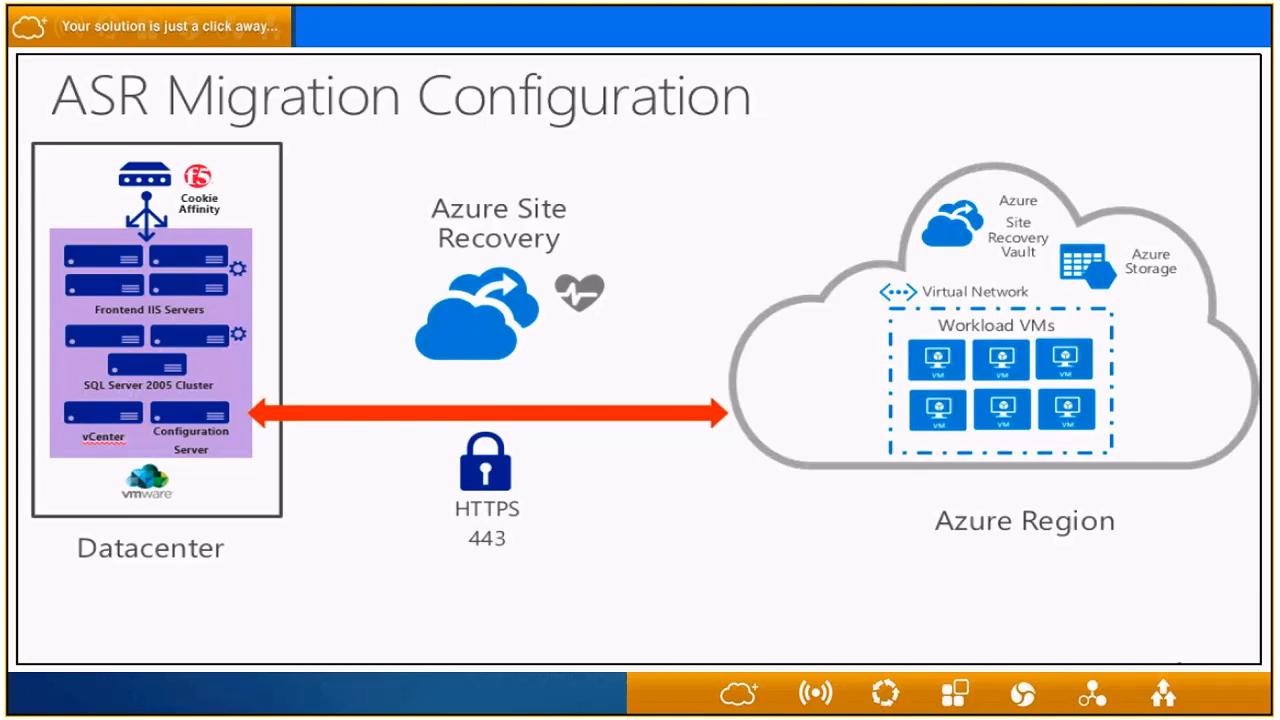 Your solution is just a click away...
ASR Migration Configuration
f5
Cookie
Affinity
Frontend IIS Servers
SQL Server 2005 Cluster
vCenter
Configuration
Server
vmware
Datacenter
Azure Site
Recovery
HTTPS
443
Azure
Site
Recovery
Vault
Azure
Storage
Virtual Network
Workload VMs
VM
VM
VM
VM
VM
VM
Azure Region